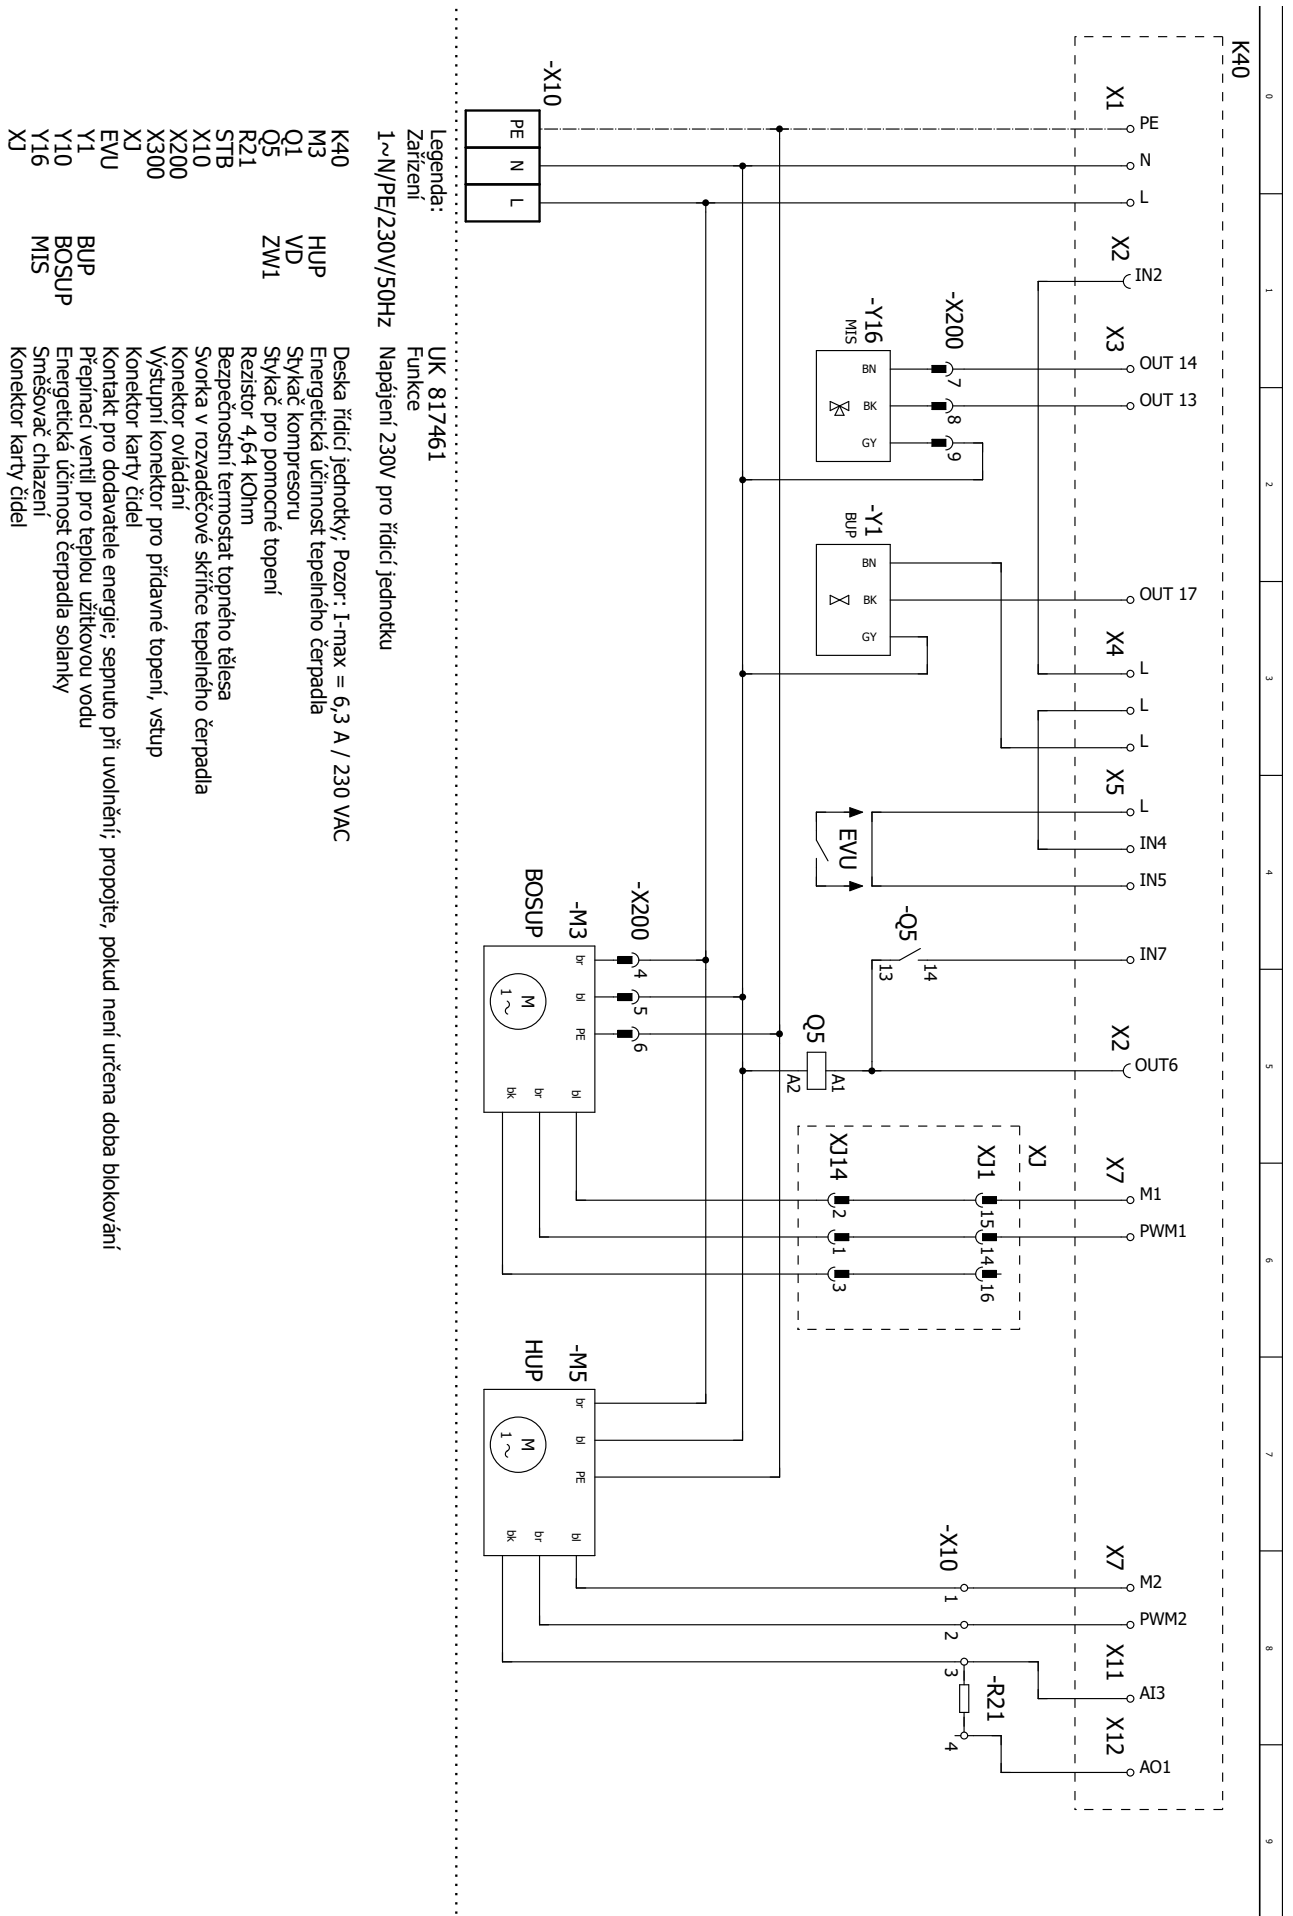 0 1 2 3 4 5 6 7 8 9
K40
X1 X2 X3 X4 X5 X2 X7 X7 X11 X12
PE N L IN2 OUT 14 OUT 13 OUT 17 L L L L IN4 IN5 IN7 OUT6 M1 PWM1 M2 PWM2 AI3 AO1
XJ
XJ1
15 14 16
-X200
7 8 9
-Y16
MIS
BN BK GY
-Y1
BUP
BN BK GY
EVU
-Q5
14
13
Q5
A1
A2
XJ14
2 1 3
-X10
1 2 3 4
-R21
-X200
4 5 6
-M3
BOSUP
br bl PE bl
br
bk
M
1 ~
-M5
HUP
br bl PE bl
br
bk
M
1 ~
-X10
PE N L
Legenda: UK 817461
Zařízení Funkce
1~N/PE/230V/50Hz Napájení 230V pro řídicí jednotku
K40 Deska řídicí jednotky; Pozor: I-max = 6,3 A / 230 VAC
M3 HUP Energetická účinnost tepelného čerpadla
Q1 VD Stykač kompresoru
Q5 ZW1 Stykač pro pomocné topení
R21 Rezistor 4,64 kOhm
STB Bezpečnostní termostat topného tělesa
X10 Svorka v rozvaděčové skříňce tepelného čerpadla
X200 Konektor ovládání
X300 Výstupní konektor pro přídavné topení, vstup
XJ Konektor karty čidel
EVU Kontakt pro dodavatele energie; sepnuto při uvolnění; propojte, pokud není určena doba blokování
Y1 BUP Přepínací ventil pro teplou užitkovou vodu
Y10 BOSUP Energetická účinnost čerpadla solanky
Y16 MIS Směšovač chlazení
XJ Konektor karty čidel